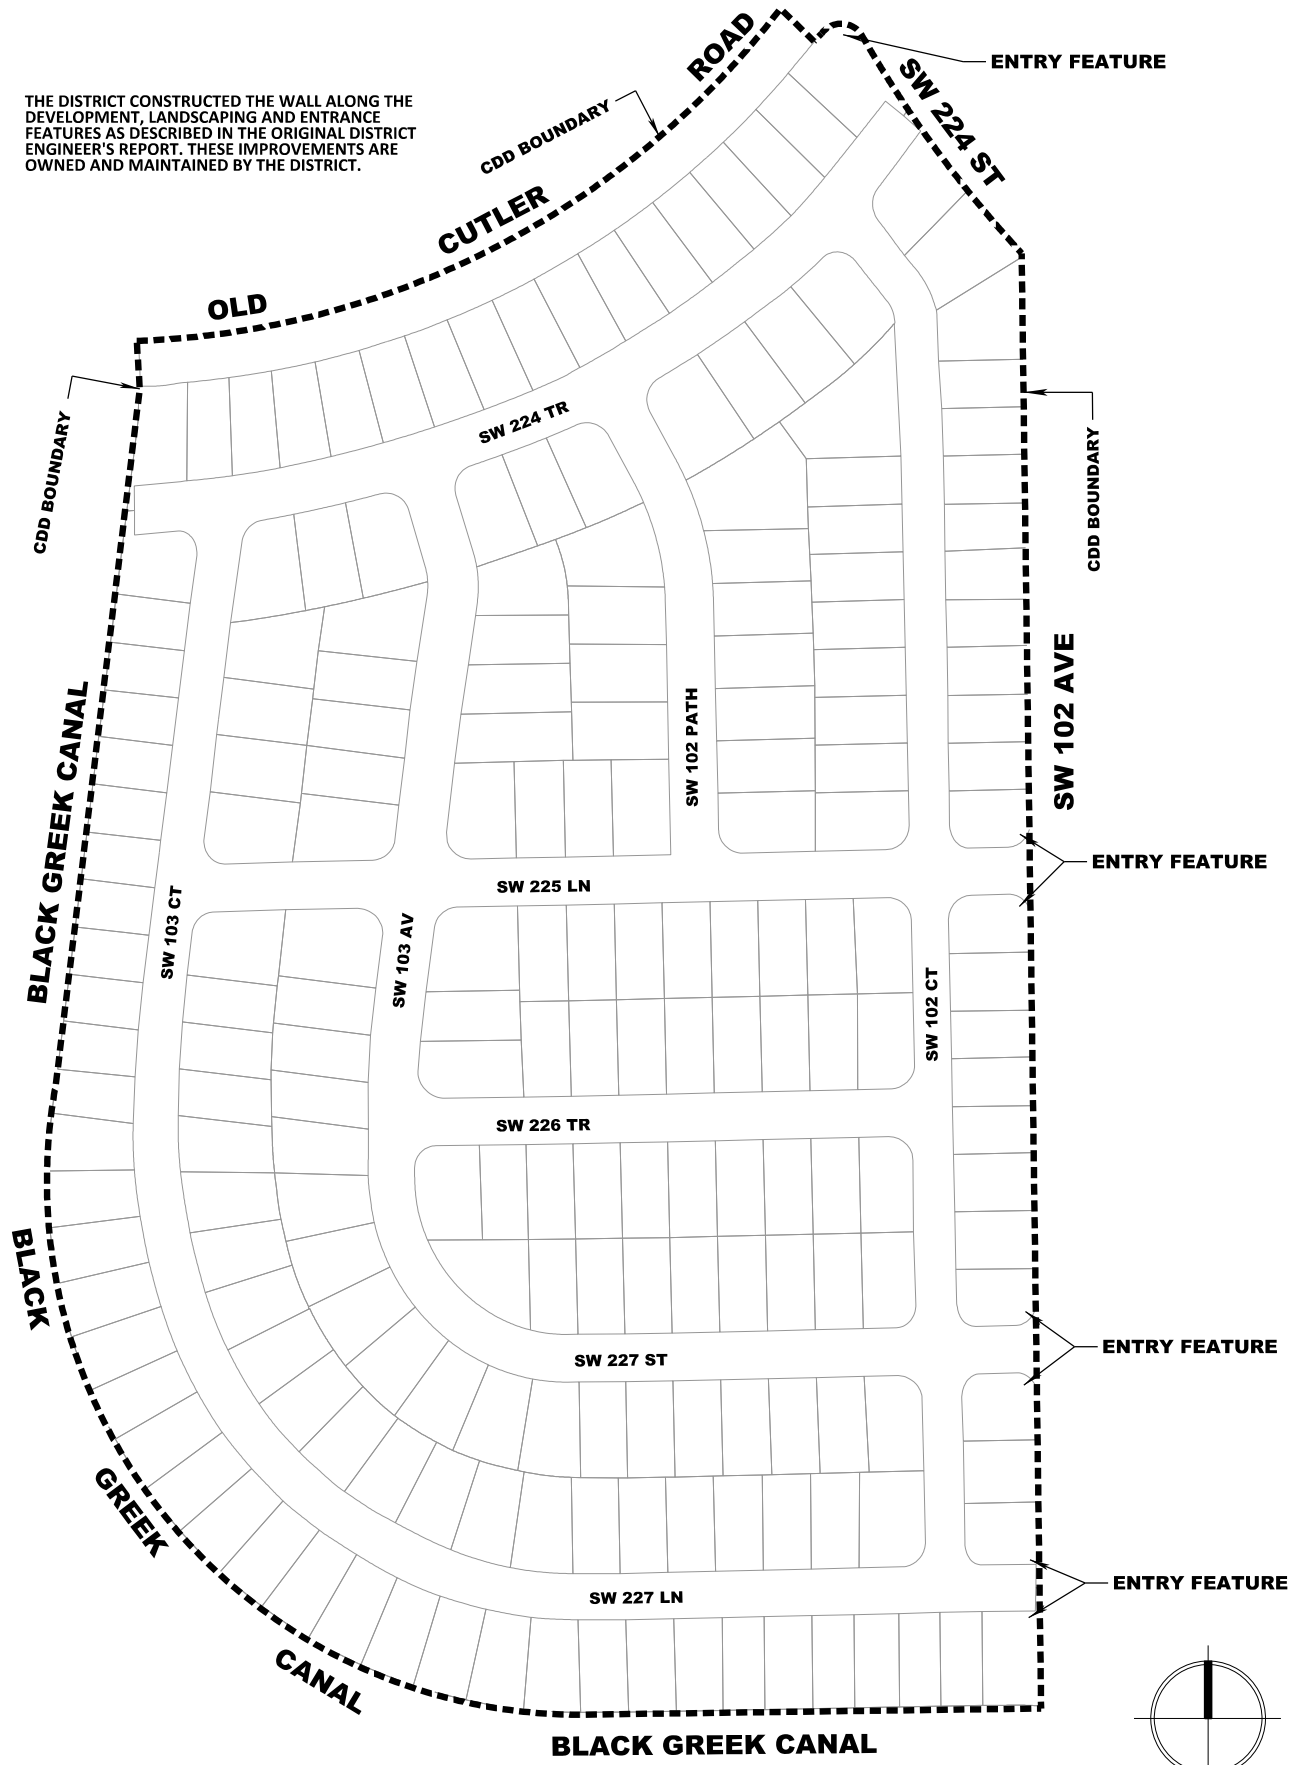 ROAD
ENTRY FEATURE
SW 224 ST
THE DISTRICT CONSTRUCTED THE WALL ALONG THE
DEVELOPMENT, LANDSCAPING AND ENTRANCE
FEATURES AS DESCRIBED IN THE ORIGINAL DISTRICT
ENGINEER'S REPORT. THESE IMPROVEMENTS ARE
OWNED AND MAINTAINED BY THE DISTRICT.
CDD BOUNDARY
CUTLER
OLD
CDD BOUNDARY
SW 224 TR
CDD BOUNDARY
SW 102 AVE
BLACK GREEK CANAL
SW 102 PATH
ENTRY FEATURE
SW 225 LN
SW 103 CT
SW 103 AV
SW 102 CT
SW 226 TR
BLACK
ENTRY FEATURE
SW 227 ST
GREEK
ENTRY FEATURE
SW 227 LN
CANAL
BLACK GREEK CANAL